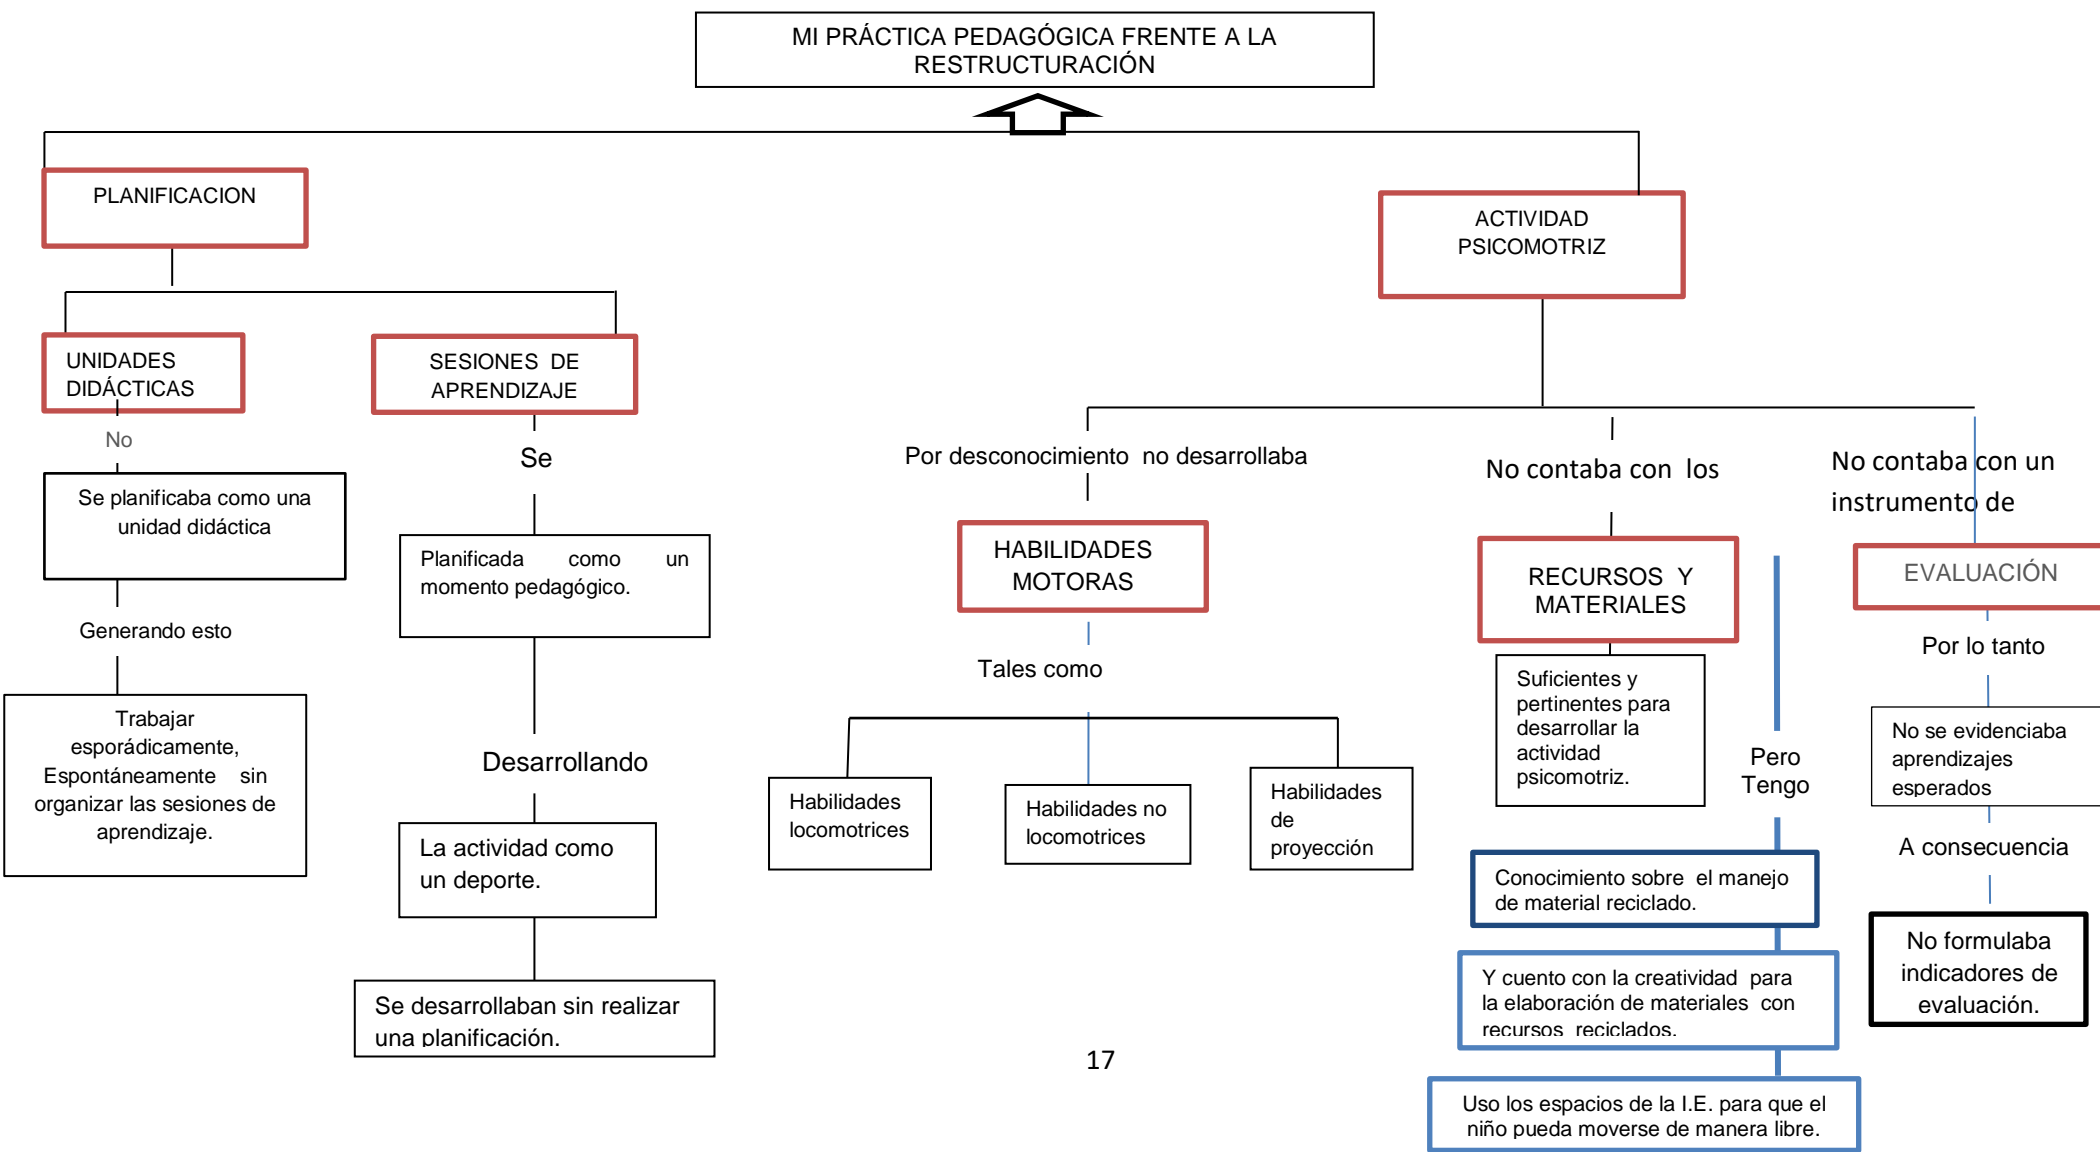 MI PRÁCTICA PEDAGÓGICA FRENTE A LA
RESTRUCTURACIÓN
PLANIFICACION
UNIDADES
DIDÁCTICAS
No
Se planificaba como una
unidad didáctica
Generando esto
Trabajar
esporádicamente,
Espontáneamente sin
organizar las sesiones de
aprendizaje.
SESIONES DE
APRENDIZAJE
Se
Planificada como un
momento pedagógico.
Desarrollando
La actividad como
un deporte.
Se desarrollaban sin realizar
una planificación.
ACTIVIDAD
PSICOMOTRIZ
Por desconocimiento no desarrollaba
HABILIDADES
MOTORAS
Tales como
Habilidades
locomotrices
Habilidades no
locomotrices
Habilidades
de
proyección
No contaba con los
RECURSOS Y
MATERIALES
Suficientes y
pertinentes para
desarrollar la
actividad
psicomotriz.
Pero
Tengo
Conocimiento sobre el manejo
de material reciclado.
Y cuento con la creatividad para
la elaboración de materiales con
recursos reciclados.
Uso los espacios de la I.E. para que el
niño pueda moverse de manera libre.
No contaba con un
instrumento de
EVALUACIÓN
Por lo tanto
No se evidenciaba
aprendizajes
esperados
A consecuencia
No formulaba
indicadores de
evaluación.
17